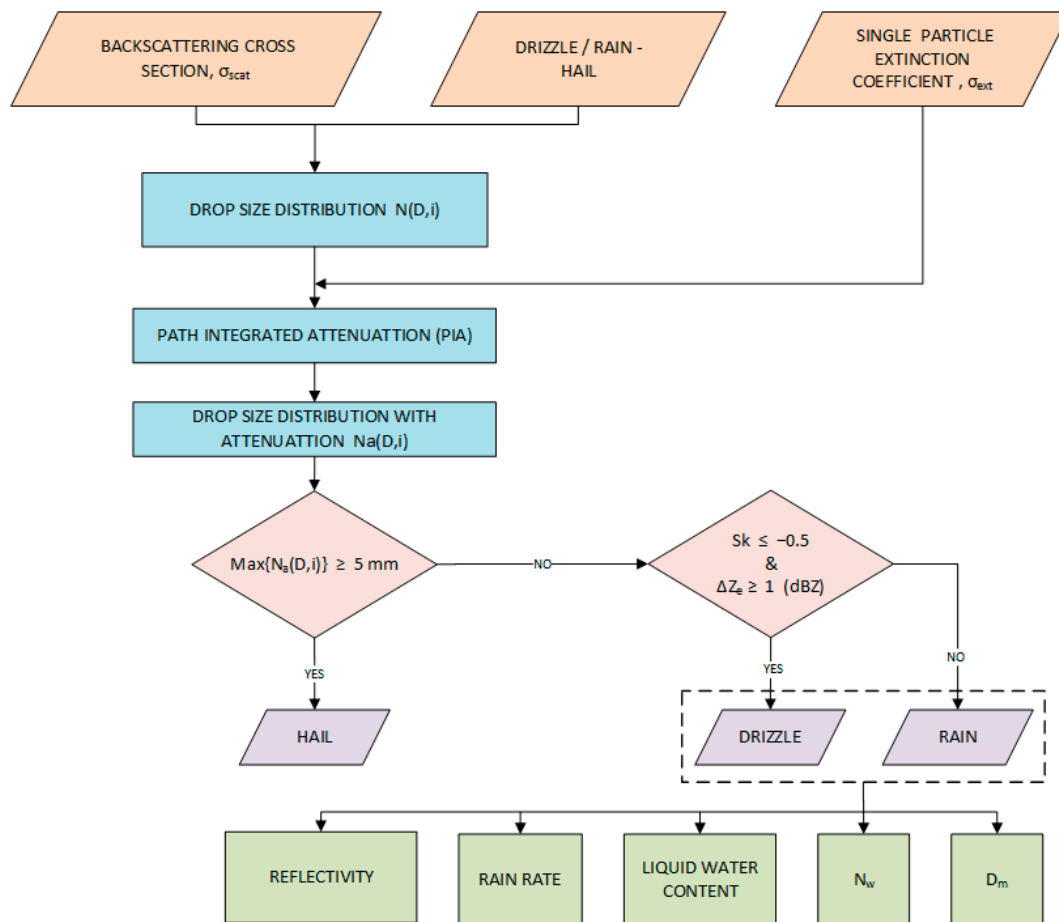 BACKSCATTERING CROSS
SECTION, σscat
DRIZZLE / RAIN -
HAIL
SINGLE PARTICLE
EXTINCTION
COEFFICIENT , σext
DROP SIZE DISTRIBUTION N(D,i)
PATH INTEGRATED ATTENUATTION (PIA)
DROP SIZE DISTRIBUTION WITH
ATTENUATTION Na(D,i)
Max{Na(D,i)} ≥ 5 mm
NO
Sk ≤ −0.5
&
ΔZe ≥ 1 (dBZ)
YES
YES
NO
HAIL
DRIZZLE
RAIN
REFLECTIVITY
RAIN RATE
LIQUID WATER
CONTENT
Nw
Dm